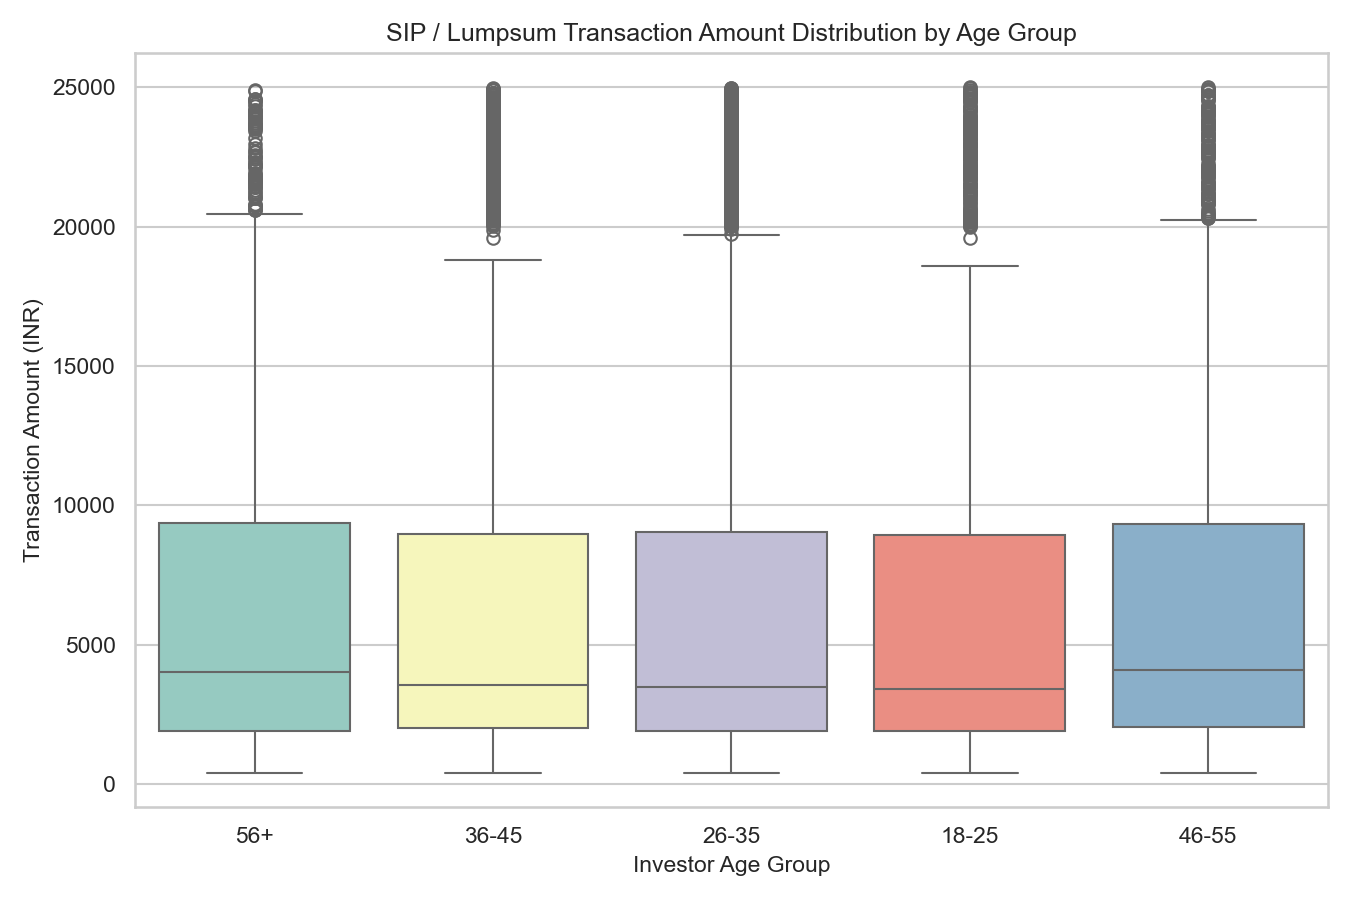 SIP / Lumpsum Transaction Amount Distribution by Age Group
Transaction Amount (INR)
25000
20000
15000
10000
5000
0
56+ 36-45 26-35 18-25 46-55
Investor Age Group